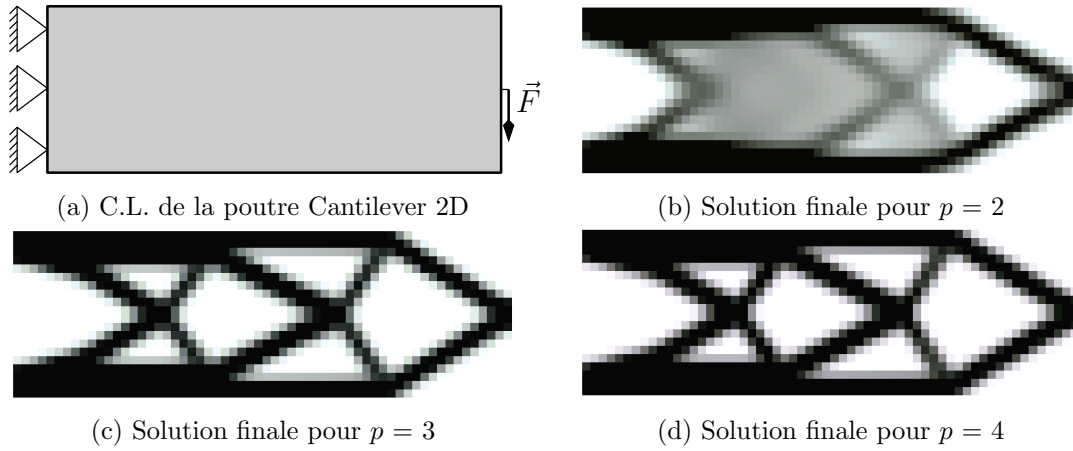 F⃗
(a) C.L. de la poutre Cantilever 2D
(b) Solution finale pour p = 2
(c) Solution finale pour p = 3
(d) Solution finale pour p = 4